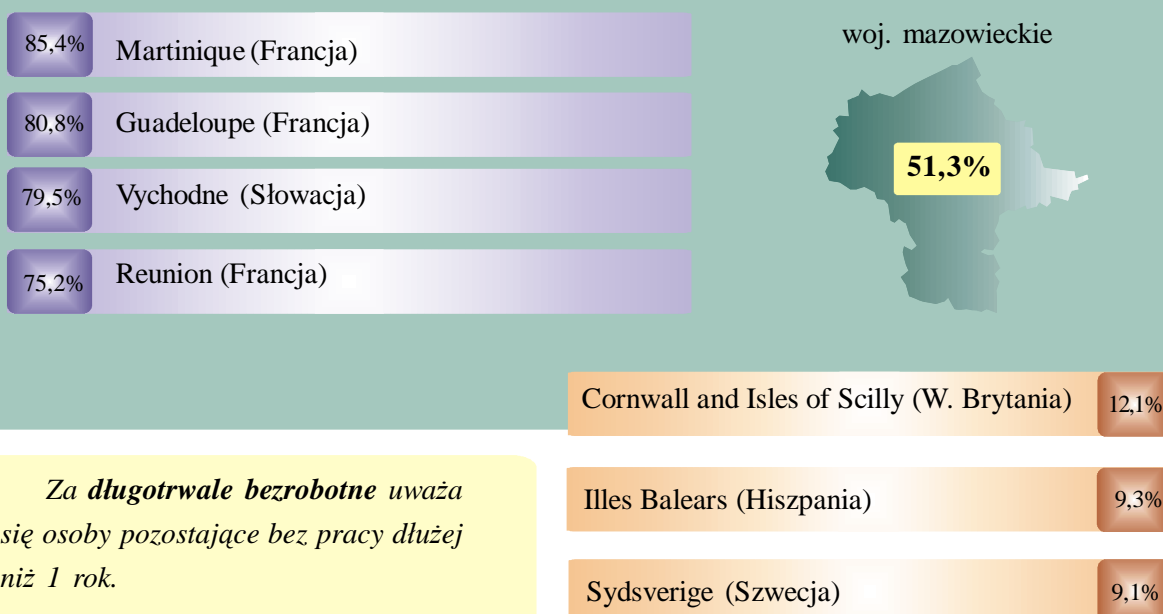 85,4% Martinique (Francja)
80,8% Guadeloupe (Francja)
79,5% Vychodne (Słowacja)
75,2% Reunion (Francja)
woj. mazowieckie
51,3%
Cornwall and Isles of Scilly (W. Brytania) 12,1%
Illes Balears (Hiszpania) 9,3%
Sydsverige (Szwecja) 9,1%
Za długotrwale bezrobotne uważa
się osoby pozostające bez pracy dłużej
niż 1 rok.